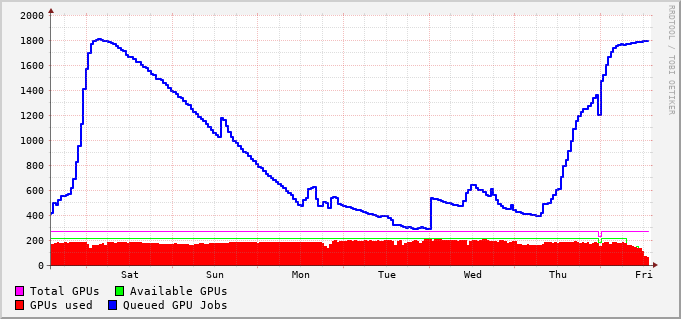 2000
1800
1600
1400
1200
1000
800
600
400
200
0
Sat Sun Mon Tue Wed Thu Fri
Total GPUs Available GPUs
GPUs used Queued GPU Jobs
RRDTOOL / TOBI OETIKER